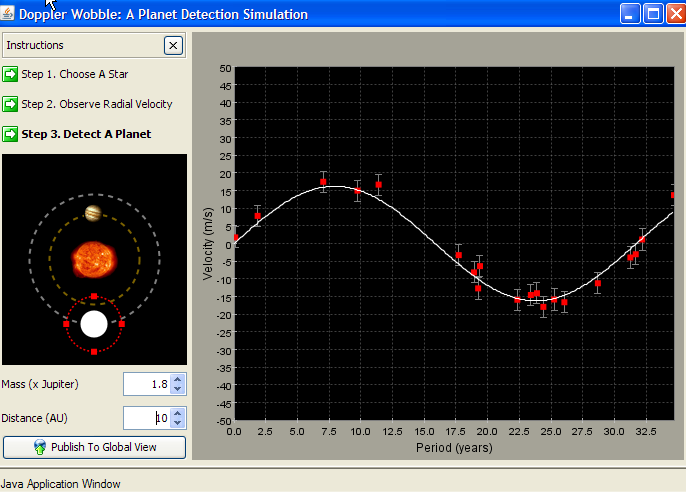 Doppler Wobble: A Planet Detection Simulation
Instructions
Step 1. Choose A Star
Step 2. Observe Radial Velocity
Step 3. Detect A Planet
Mass (x Jupiter) 1.8
Distance (AU) 10
Publish To Global View
Velocity (m/s)
50
45
40
35
30
25
20
15
10
5
0
-5
-10
-15
-20
-25
-30
-35
-40
-45
-50
0.0 2.5 5.0 7.5 10.0 12.5 15.0 17.5 20.0 22.5 25.0 27.5 30.0 32.5
Period (years)
Java Application Window